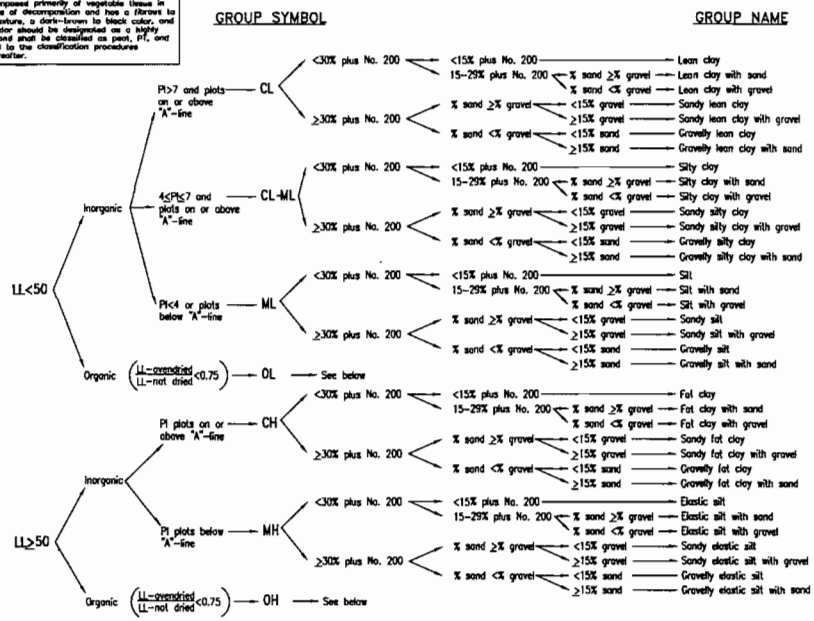 mposed primarily of vegetable tissue in
s of decomposition and has a fibrous to
xture, a dark-brown to black color, and
dor should be designated as a highly
and shall be classified as peat, PT, and
to the classification procedures
reafter.
GROUP SYMBOL
GROUP NAME
<30% plus No. 200 <15% plus No. 200 Lean clay
15-29% plus No. 200 % sand ≥% gravel Lean clay with sand
% sand <% gravel Lean clay with gravel
PI>7 and plots
on or above
"A"-line
CL
≥30% plus No. 200 % sand ≥% gravel <15% gravel Sandy lean clay
≥15% gravel Sandy lean clay with gravel
% sand <% gravel <15% sand Gravelly lean clay
≥15% sand Gravelly lean clay with sand
<30% plus No. 200 <15% plus No. 200 Silty clay
15-29% plus No. 200 % sand ≥% gravel Silty clay with sand
% sand <% gravel Silty clay with gravel
Inorganic
4≤PI≤7 and
plots on or above
"A"-line
CL-ML
≥30% plus No. 200 % sand ≥% gravel <15% gravel Sandy silty clay
≥15% gravel Sandy silty clay with gravel
% sand <% gravel <15% sand Gravelly silty clay
≥15% sand Gravelly silty clay with sand
LL<50
<30% plus No. 200 <15% plus No. 200 Silt
15-29% plus No. 200 % sand ≥% gravel Silt with sand
% sand <% gravel Silt with gravel
PI<4 or plots
below "A"-line
ML
≥30% plus No. 200 % sand ≥% gravel <15% gravel Sandy silt
≥15% gravel Sandy silt with gravel
% sand <% gravel <15% sand Gravelly silt
≥15% sand Gravelly silt with sand
Organic (LL-ovendried / LL-not dried <0.75) OL See below
<30% plus No. 200 <15% plus No. 200 Fat clay
15-29% plus No. 200 % sand ≥% gravel Fat clay with sand
% sand <% gravel Fat clay with gravel
PI plots on or
above "A"-line
CH
≥30% plus No. 200 % sand ≥% gravel <15% gravel Sandy fat clay
≥15% gravel Sandy fat clay with gravel
% sand <% gravel <15% sand Gravelly fat clay
≥15% sand Gravelly fat clay with sand
Inorganic
LL≥50
<30% plus No. 200 <15% plus No. 200 Elastic silt
15-29% plus No. 200 % sand ≥% gravel Elastic silt with sand
% sand <% gravel Elastic silt with gravel
PI plots below
"A"-line
MH
≥30% plus No. 200 % sand ≥% gravel <15% gravel Sandy elastic silt
≥15% gravel Sandy elastic silt with gravel
% sand <% gravel <15% sand Gravelly elastic silt
≥15% sand Gravelly elastic silt with sand
Organic (LL-ovendried / LL-not dried <0.75) OH See below